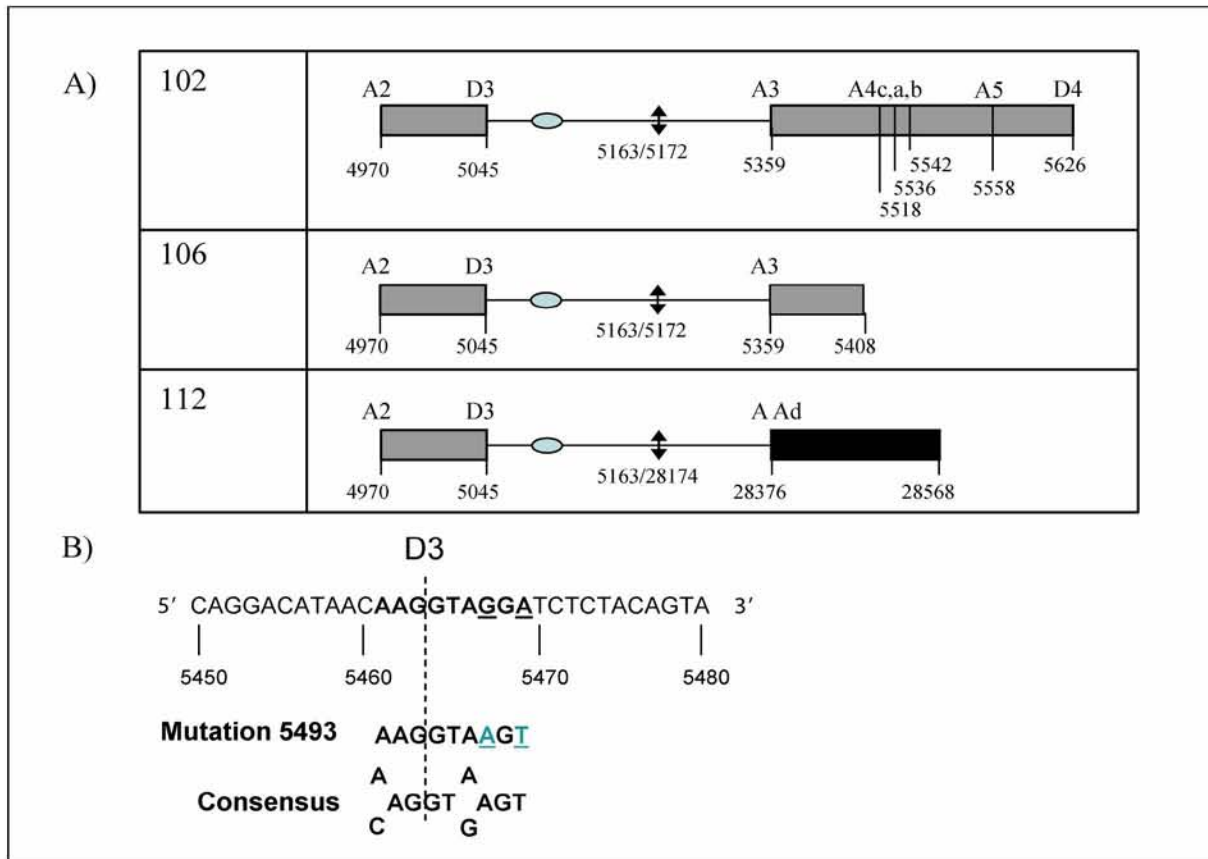 A)
102
A2 D3 A3 A4c,a,b A5 D4
5163/5172
4970 5045 5359 5542 5558 5626
5536
5518
106
A2 D3 A3
5163/5172
4970 5045 5359 5408
112
A2 D3 A Ad
5163/28174
4970 5045 28376 28568
B)
D3
5' CAGGACATAACAAGGTAGGATCTCTACAGTA 3'
5450 5460 5470 5480
Mutation 5493 AAGGTAAGT
A A
Consensus AGGT AGT
C G